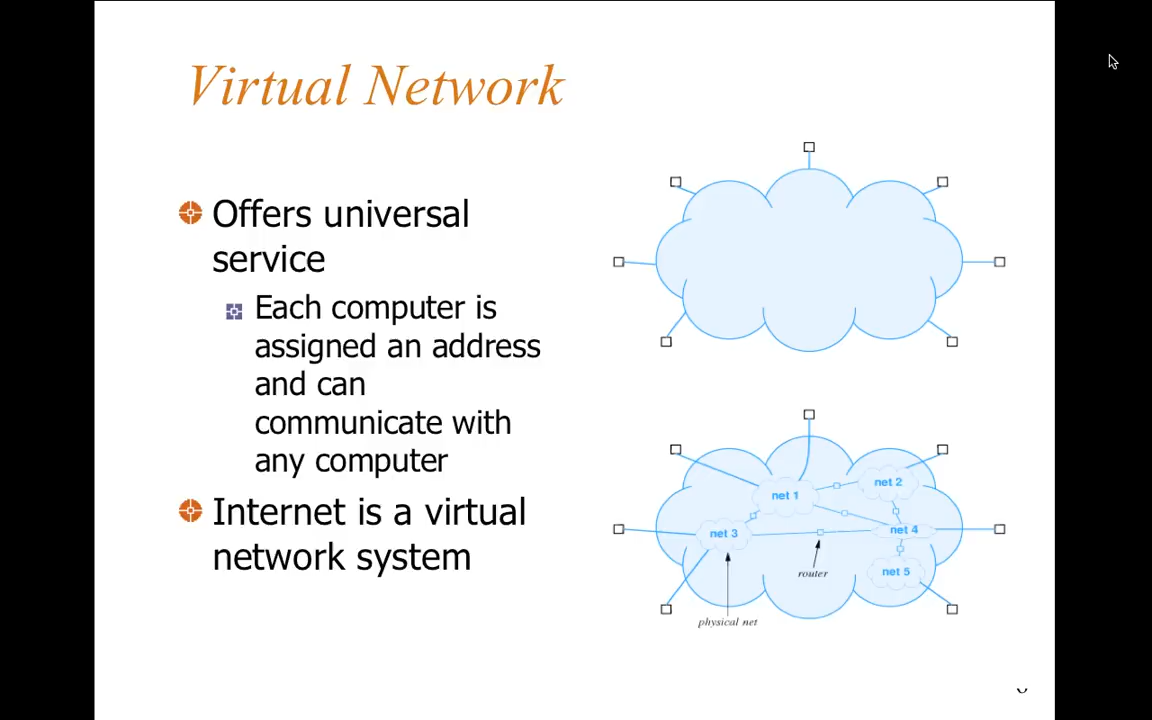 Virtual Network
Offers universal
service
Each computer is
assigned an address
and can
communicate with
any computer
Internet is a virtual
network system
net 1
net 2
net 3
net 4
net 5
router
physical net